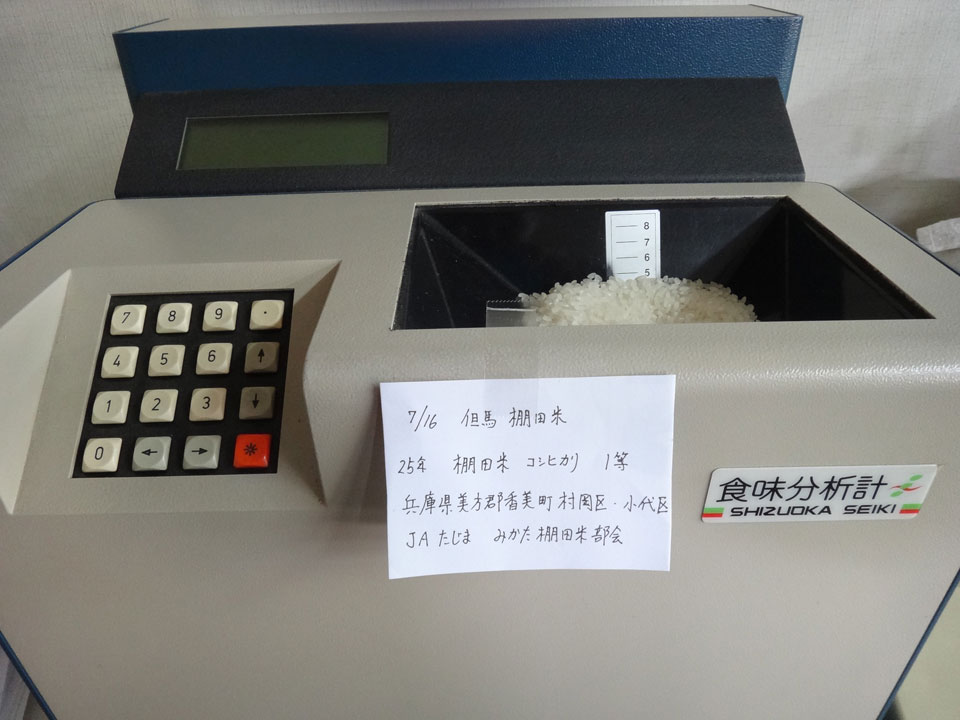 8
7
6
5
7 8 9 ·
4 5 6 ↑
1 2 3 ↓
0 ← → *
7/16 但馬 棚田米
25年 棚田米 コシヒカリ 1等
兵庫県美方郡香美町村岡区・小代区
JAたじま みかた棚田米部会
食味分析計
SHIZUOKA SEIKI